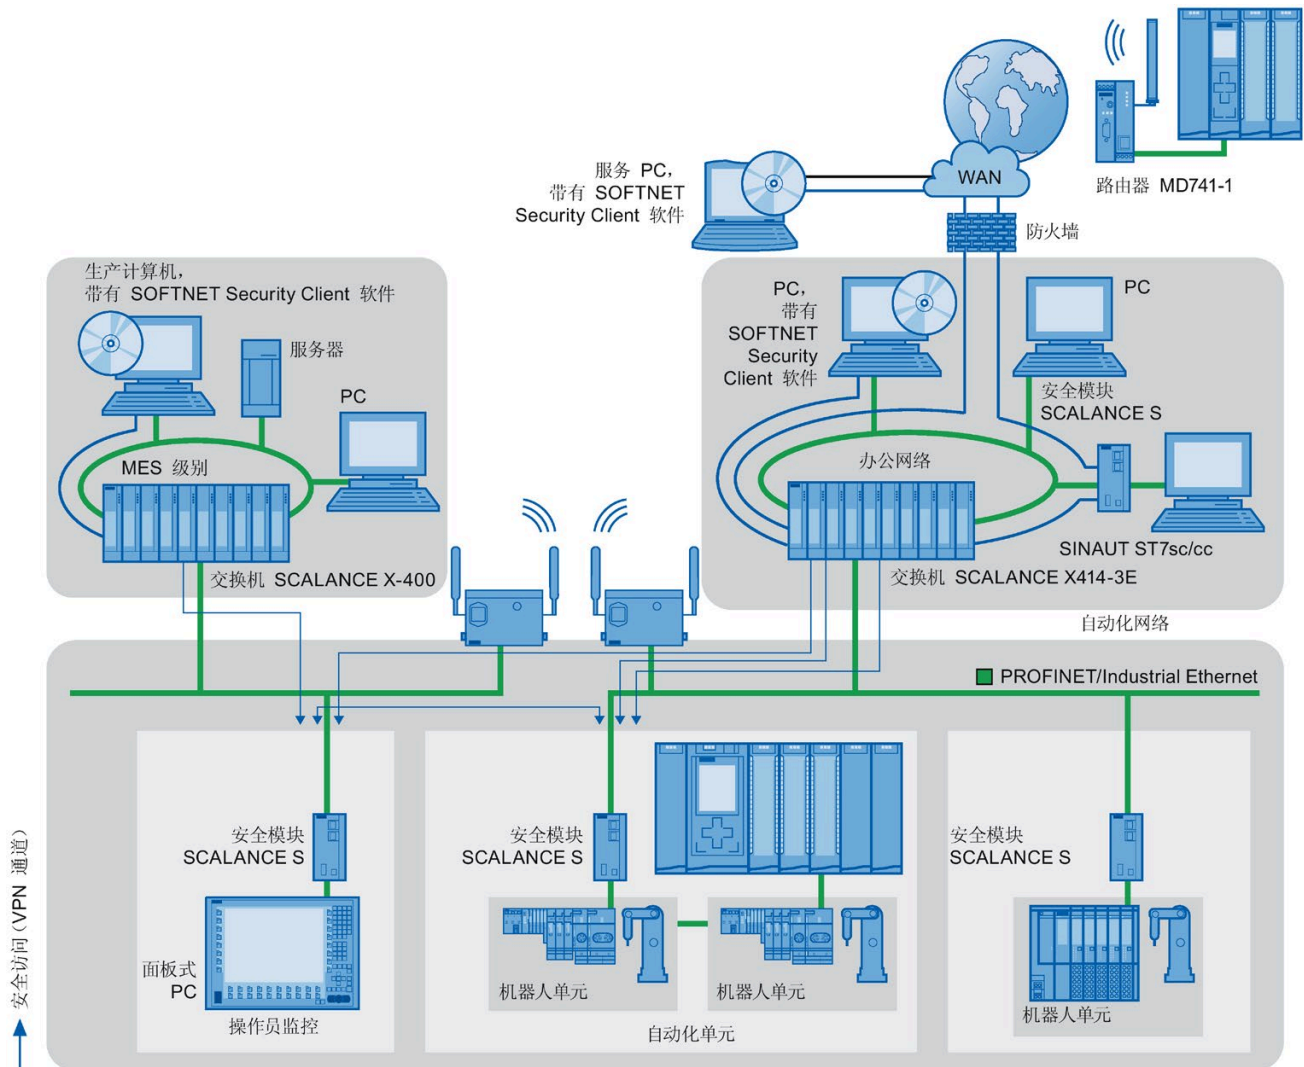 路由器 MD741-1
WAN
服务 PC，
带有 SOFTNET
Security Client 软件
防火墙
生产计算机，
带有 SOFTNET Security Client 软件
服务器
PC
MES 级别
交换机 SCALANCE X-400
PC，
带有
SOFTNET
Security
Client 软件
PC
安全模块
SCALANCE S
办公网络
SINAUT ST7sc/cc
交换机 SCALANCE X414-3E
自动化网络
PROFINET/Industrial Ethernet
安全模块
SCALANCE S
面板式
PC
操作员监控
安全模块
SCALANCE S
机器人单元
机器人单元
自动化单元
安全模块
SCALANCE S
机器人单元
安全访问（VPN 通道）